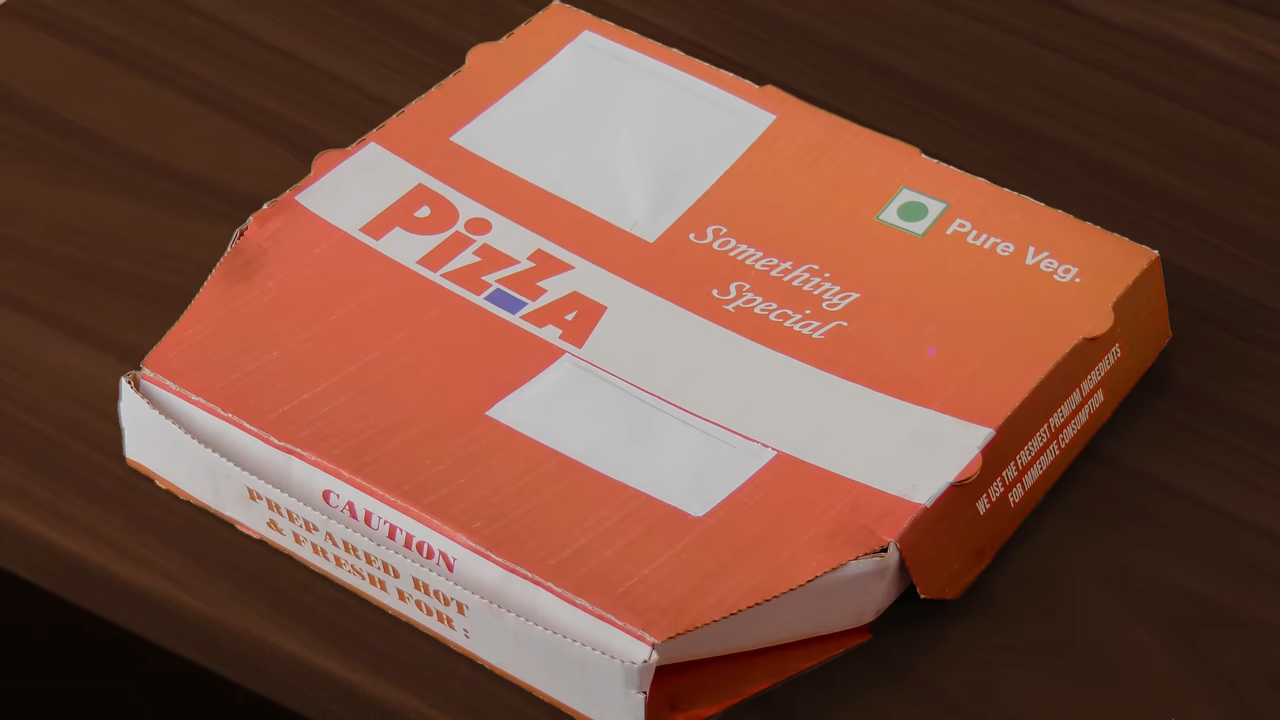 PizzA
Something
Special
Pure Veg.
WE USE THE FRESHEST PREMIUM INGREDIENTS
FOR IMMEDIATE CONSUMPTION
CAUTION
PREPARED HOT
& FRESH FOR :